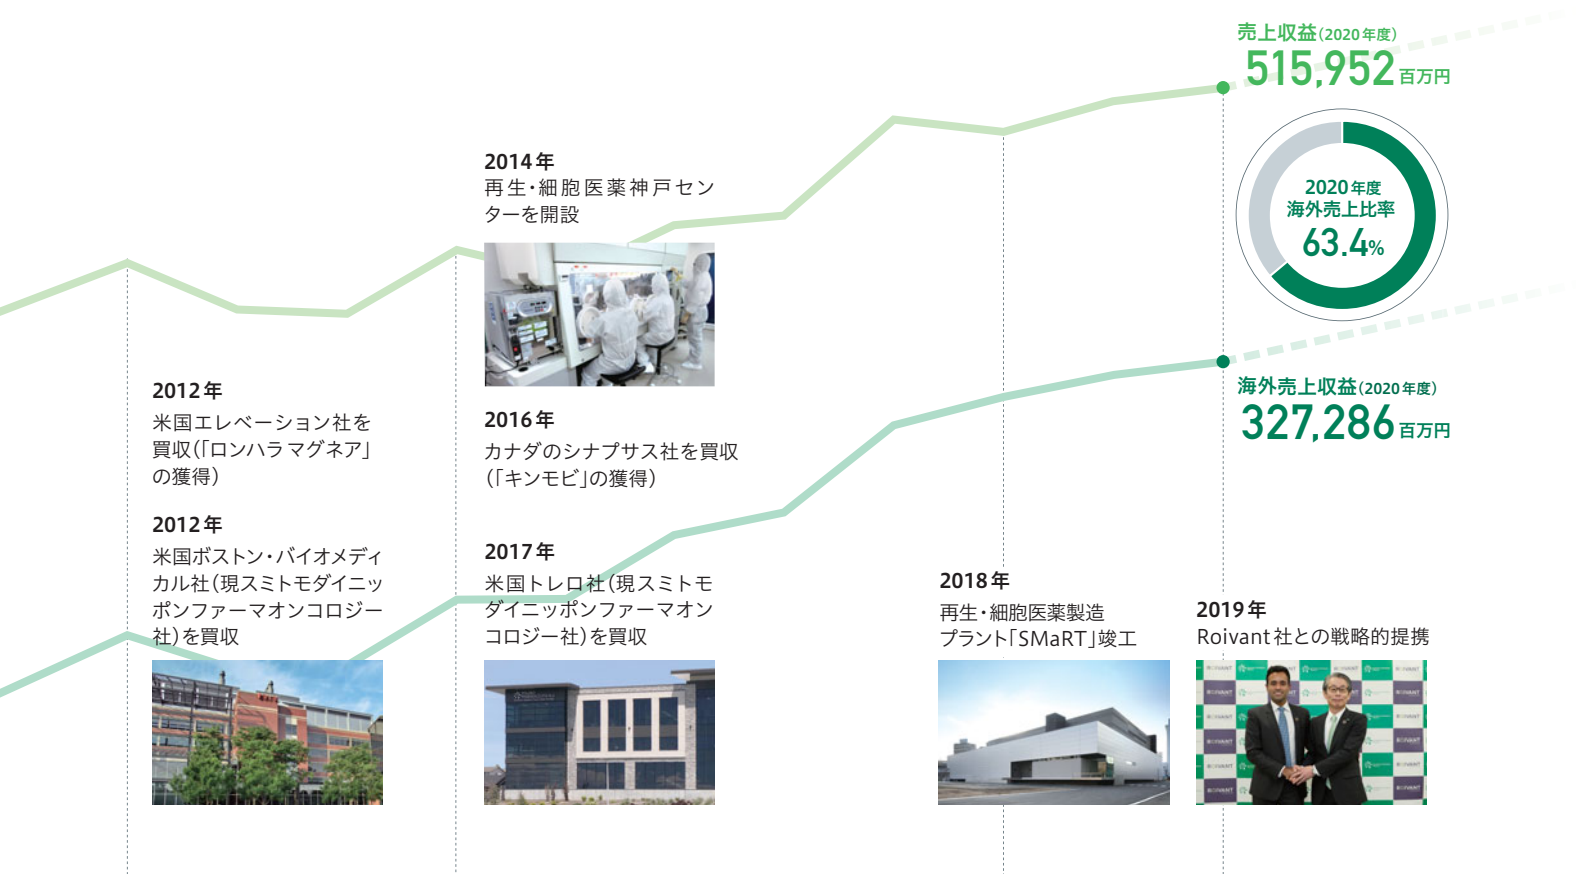 売上収益(2020年度)
515,952百万円
2020年度
海外売上比率
63.4%
海外売上収益(2020年度)
327,286百万円
2012年
米国エレベーション社を
買収(「ロンハラ マグネア」
の獲得)
2012年
米国ボストン・バイオメディ
カル社(現スミトモダイニッ
ポンファーマオンコロジー
社)を買収
2014年
再生・細胞医薬神戸セン
ターを開設
2016年
カナダのシナプサス社を買収
(「キンモビ」の獲得)
2017年
米国トレロ社(現スミトモ
ダイニッポンファーマオン
コロジー社)を買収
2018年
再生・細胞医薬製造
プラント「SMaRT」竣工
2019年
Roivant社との戦略的提携
ROIVANT
ROIVANT
ROIVANT
ROIVANT